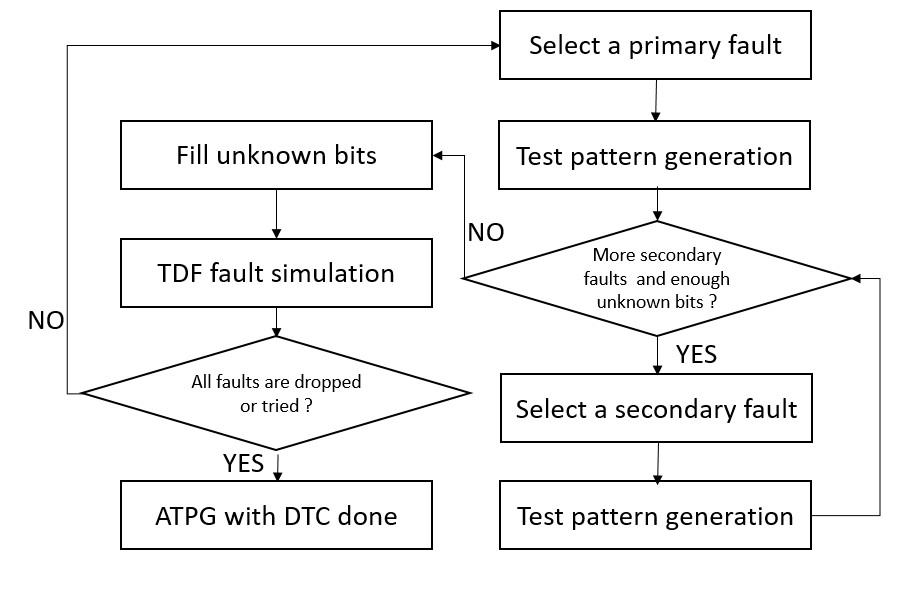 Select a primary fault
Test pattern generation
More secondary
faults and enough
unknown bits ?
NO
YES
Select a secondary fault
Test pattern generation
Fill unknown bits
TDF fault simulation
All faults are dropped
or tried ?
NO
YES
ATPG with DTC done